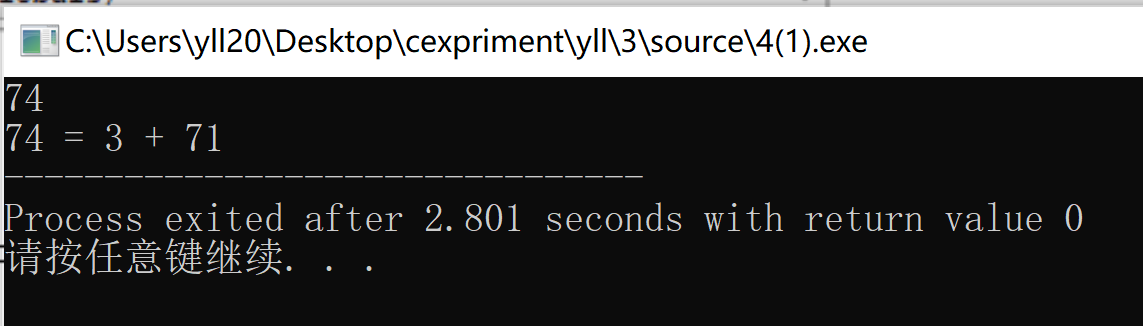 C:\Users\yll20\Desktop\cexpriment\yll\3\source\4(1).exe
74
74 = 3 + 71
--------------------------------
Process exited after 2.801 seconds with return value 0
请按任意键继续. . .